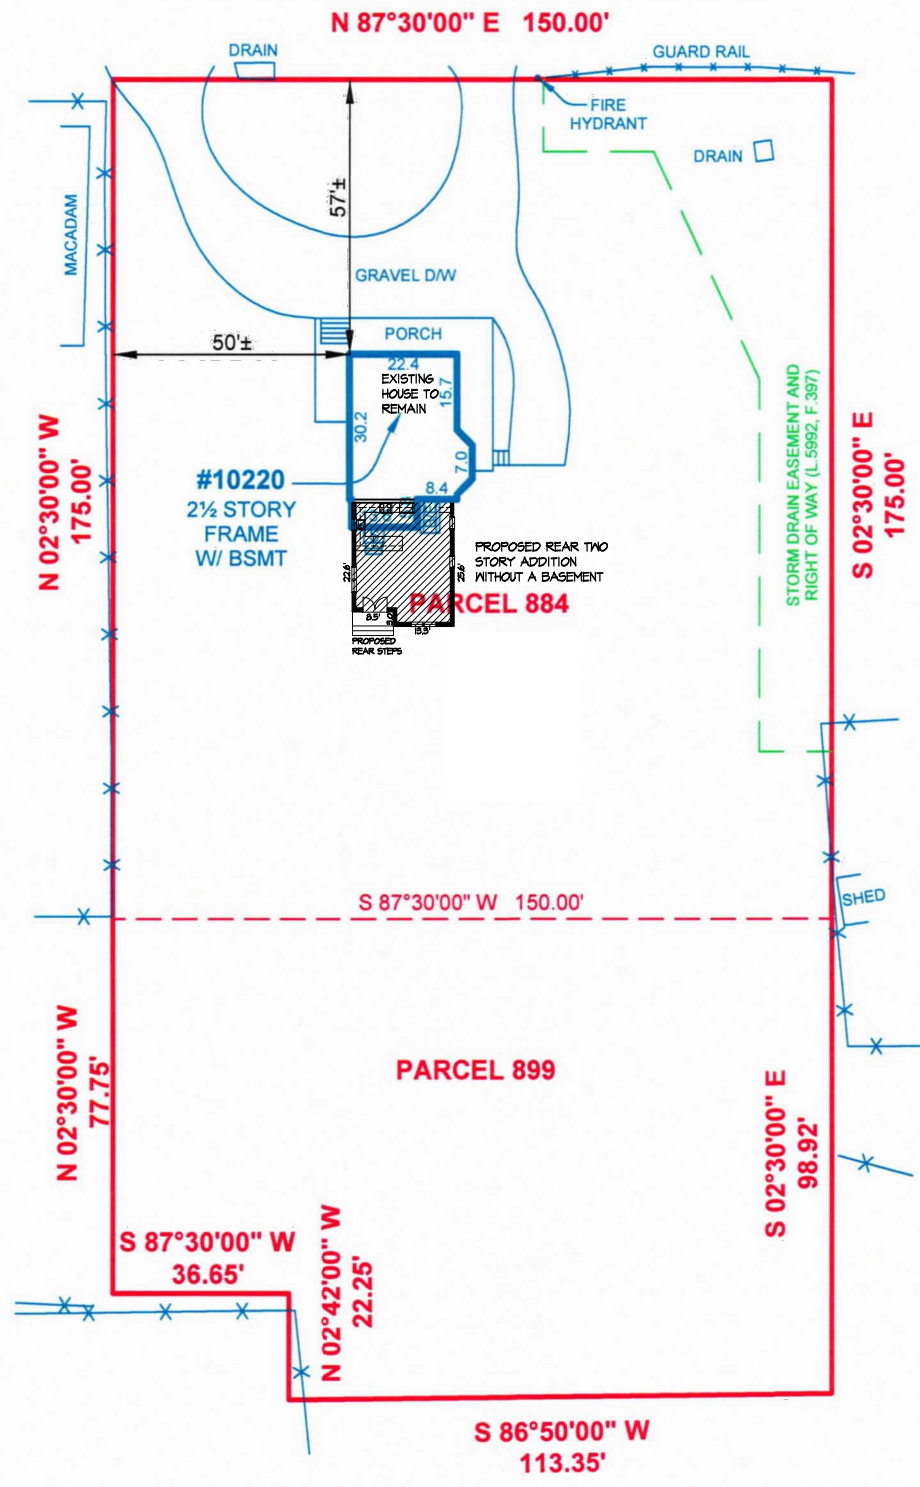 N 87°30'00" E 150.00'
DRAIN
GUARD RAIL
FIRE
HYDRANT
DRAIN
MACADAM
57'±
GRAVEL D/W
PORCH
50'±
22.4
EXISTING
HOUSE TO
REMAIN
15.7
30.2
7.0
8.4
#10220
2½ STORY
FRAME
W/ BSMT
STORM DRAIN EASEMENT AND
RIGHT OF WAY (L.5992, F.397)
N 02°30'00" W
175.00'
S 02°30'00" E
175.00'
PROPOSED REAR TWO
STORY ADDITION
WITHOUT A BASEMENT
22.6'
25.6'
PARCEL 884
8.5'
3.0'
13.3'
PROPOSED
REAR STEPS
S 87°30'00" W 150.00'
SHED
N 02°30'00" W
77.75'
PARCEL 899
S 02°30'00" E
98.92'
S 87°30'00" W
36.65'
N 02°42'00" W
22.25'
S 86°50'00" W
113.35'